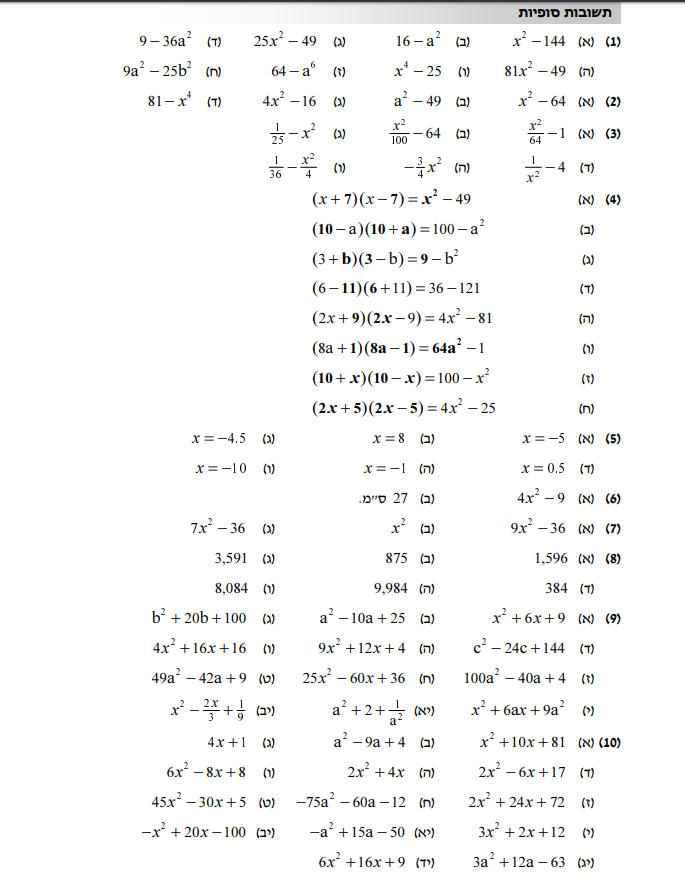 תשובות סופיות
(1) (א) x² − 144 (ב) 16 − a² (ג) 25x² − 49 (ד) 9 − 36a²
(ה) 81x² − 49 (ו) x⁴ − 25 (ז) 64 − a⁶ (ח) 9a² − 25b²
(2) (א) x² − 64 (ב) a² − 49 (ג) 4x² − 16 (ד) 81 − x⁴
(3) (א) x²/64 − 1 (ב) x²/100 − 64 (ג) 1/25 − x²
(ד) 1/x² − 4 (ה) −3/4 x² (ו) 1/36 − x²/4
(4) (א) (x + 7)(x − 7) = x² − 49
(ב) (10 − a)(10 + a) = 100 − a²
(ג) (3 + b)(3 − b) = 9 − b²
(ד) (6 − 11)(6 + 11) = 36 − 121
(ה) (2x + 9)(2x − 9) = 4x² − 81
(ו) (8a + 1)(8a − 1) = 64a² − 1
(ז) (10 + x)(10 − x) = 100 − x²
(ח) (2x + 5)(2x − 5) = 4x² − 25
(5) (א) x = −5 (ב) x = 8 (ג) x = −4.5
(ד) x = 0.5 (ה) x = −1 (ו) x = −10
(6) (א) 4x² − 9 (ב) 27 ס״מ.
(7) (א) 9x² − 36 (ב) x² (ג) 7x² − 36
(8) (א) 1,596 (ב) 875 (ג) 3,591
(ד) 384 (ה) 9,984 (ו) 8,084
(9) (א) x² + 6x + 9 (ב) a² − 10a + 25 (ג) b² + 20b + 100
(ד) c² − 24c + 144 (ה) 9x² + 12x + 4 (ו) 4x² + 16x + 16
(ז) 100a² − 40a + 4 (ח) 25x² − 60x + 36 (ט) 49a² − 42a + 9
(י) x² + 6ax + 9a² (יא) a² + 2 + 1/a² (יב) x² − 2x/3 + 1/9
(10) (א) x² + 10x + 81 (ב) a² − 9a + 4 (ג) 4x + 1
(ד) 2x² − 6x + 17 (ה) 2x² + 4x (ו) 6x² − 8x + 8
(ז) 2x² + 24x + 72 (ח) −75a² − 60a − 12 (ט) 45x² − 30x + 5
(י) 3x² + 2x + 12 (יא) −a² + 15a − 50 (יב) −x² + 20x − 100
(יג) 3a² + 12a − 63 (יד) 6x² + 16x + 9